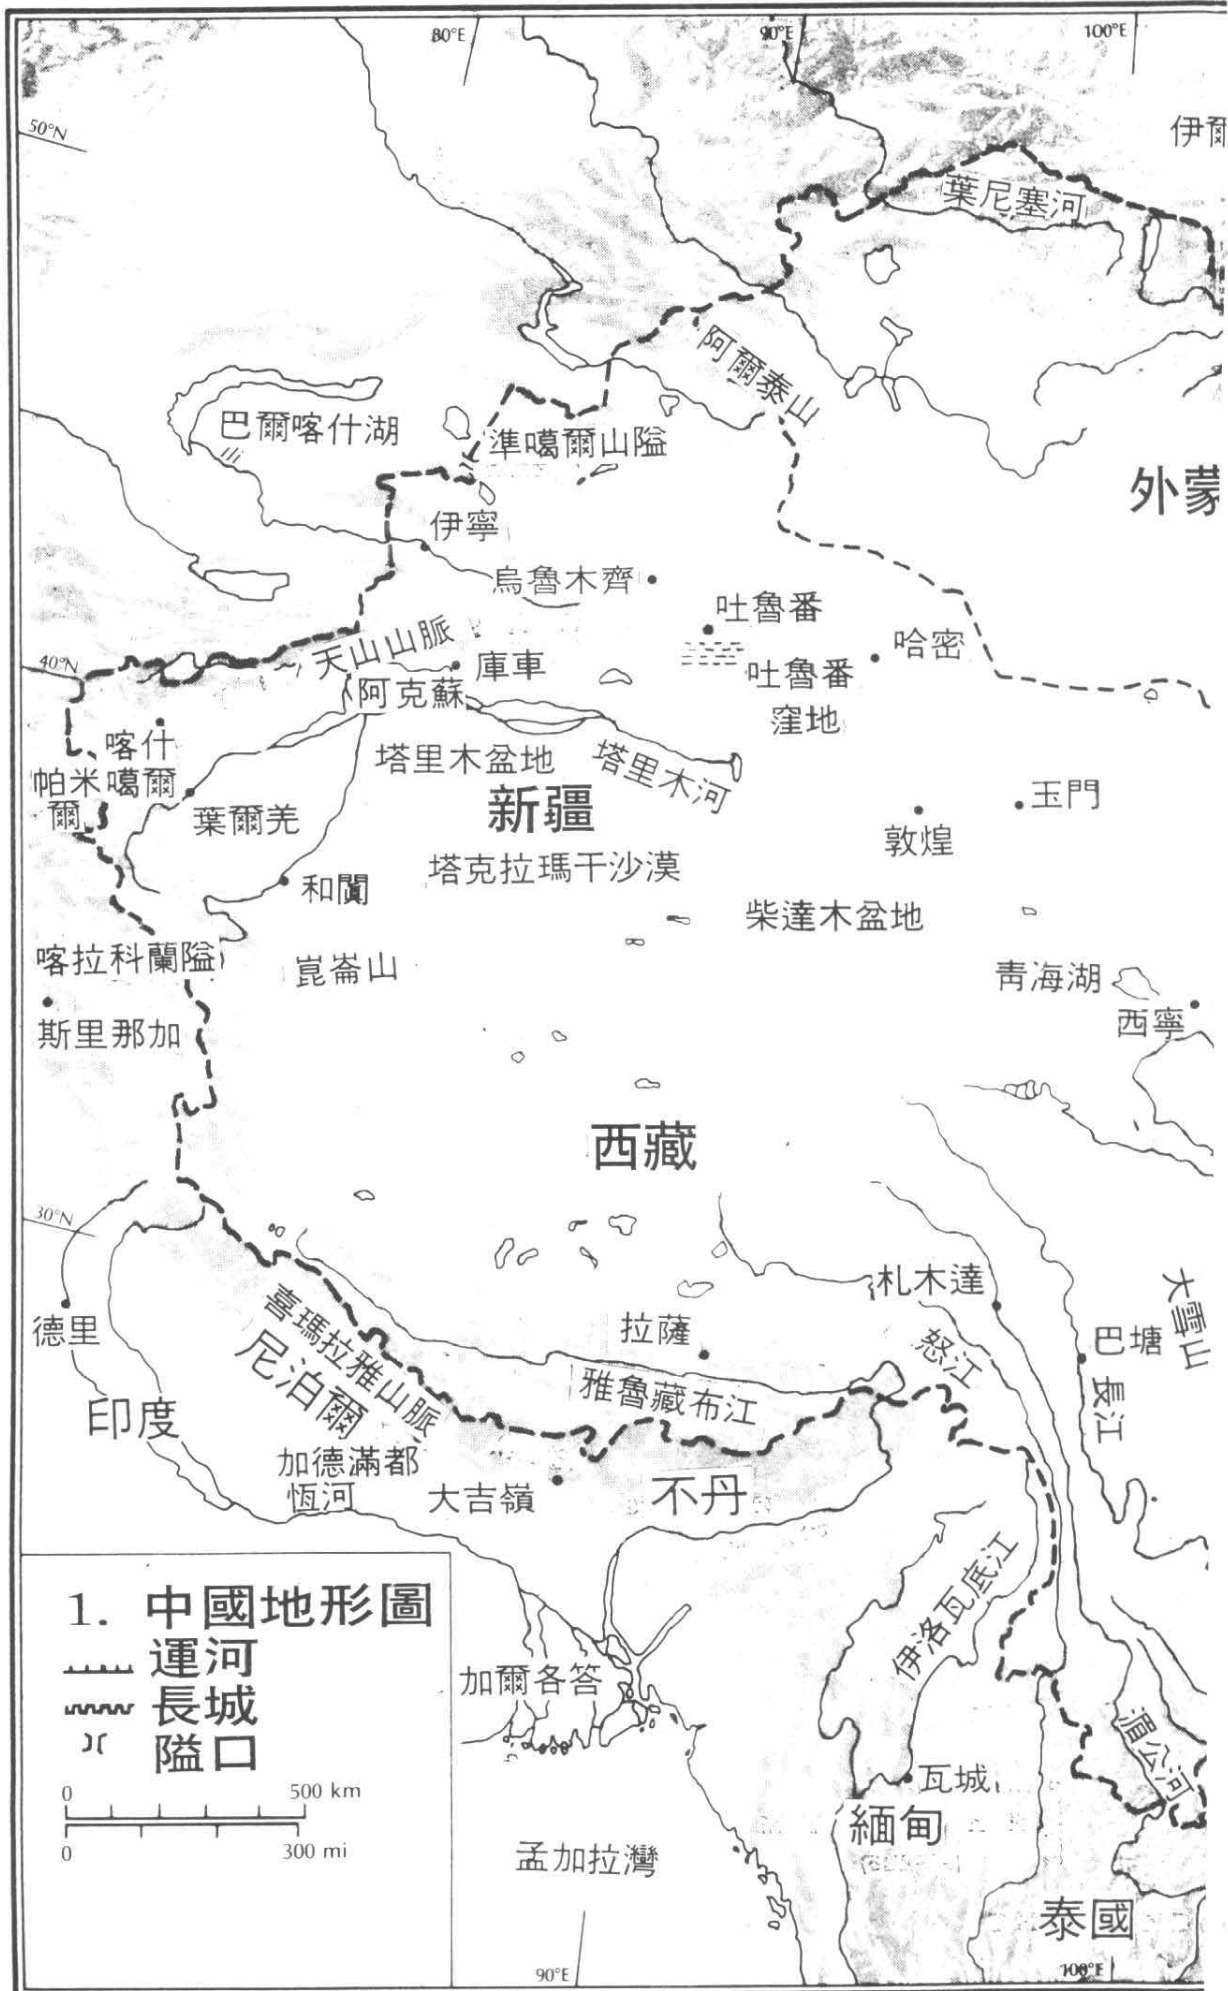 80°E
90°E
100°E
50°N
伊爾
葉尼塞河
阿爾泰山
巴爾喀什湖
準噶爾山隘
外蒙
伊寧
烏魯木齊
吐魯番
哈密
天山山脈
40°N
庫車
吐魯番
窪地
阿克蘇
喀什
噶爾
塔里木盆地
塔里木河
帕米爾
新疆
玉門
葉爾羌
敦煌
塔克拉瑪干沙漠
和闐
柴達木盆地
喀拉科蘭隘
崑崙山
青海湖
西寧
斯里那加
西藏
30°N
札木達
大雪山
德里
喜瑪拉雅山脈
拉薩
怒江
巴塘
尼泊爾
雅魯藏布江
長江
印度
加德滿都
恆河
大吉嶺
不丹
伊洛瓦底江
1. 中國地形圖
運河
長城
隘口
加爾各答
湄公河
0
500 km
0
300 mi
瓦城
緬甸
孟加拉灣
泰國
90°E
100°E